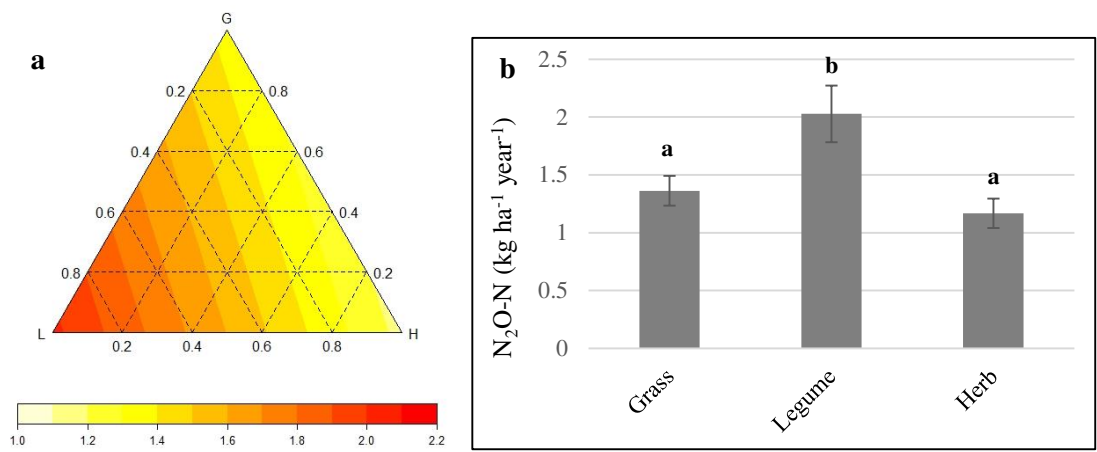 a
G
0.2 0.8
0.4 0.6
0.6 0.4
0.8 0.2
L H
0.2 0.4 0.6 0.8
1.0 1.2 1.4 1.6 1.8 2.0 2.2
b
N₂O-N (kg ha⁻¹ year⁻¹)
2.5
2
1.5
1
0.5
0
a
b
a
Grass
Legume
Herb